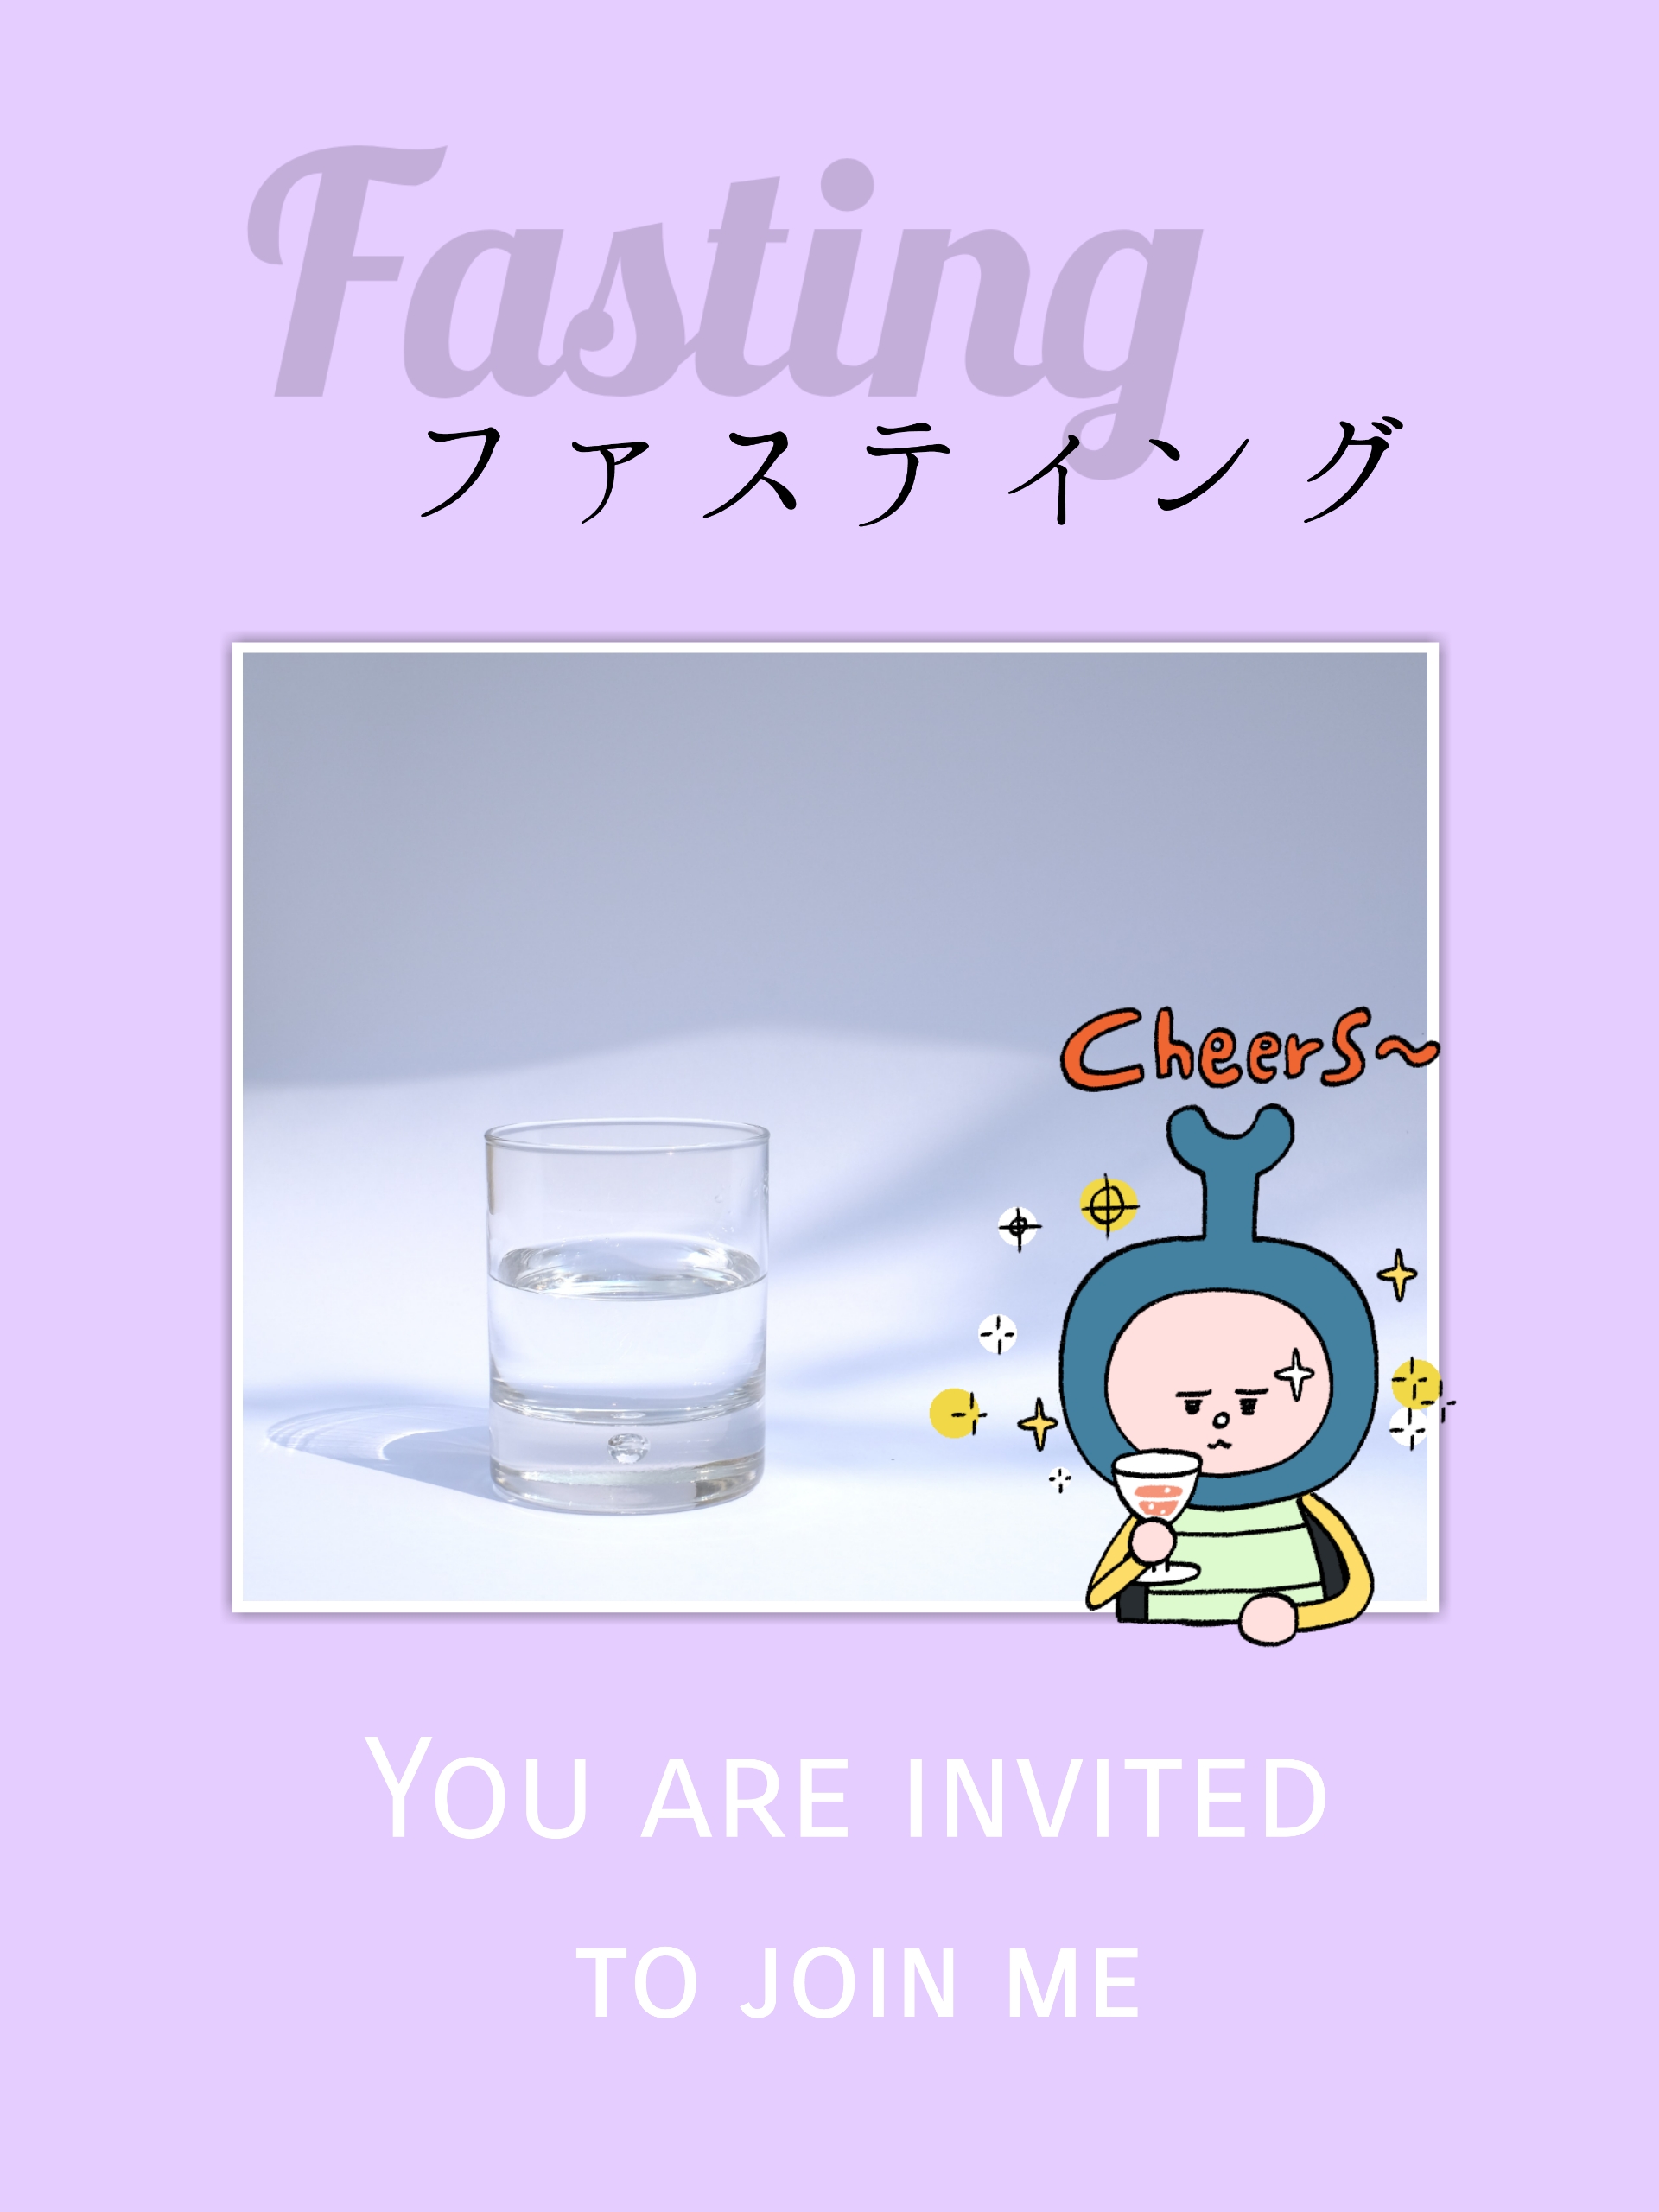 Fasting
ファスティング
Cheers~
You are invited
to join me